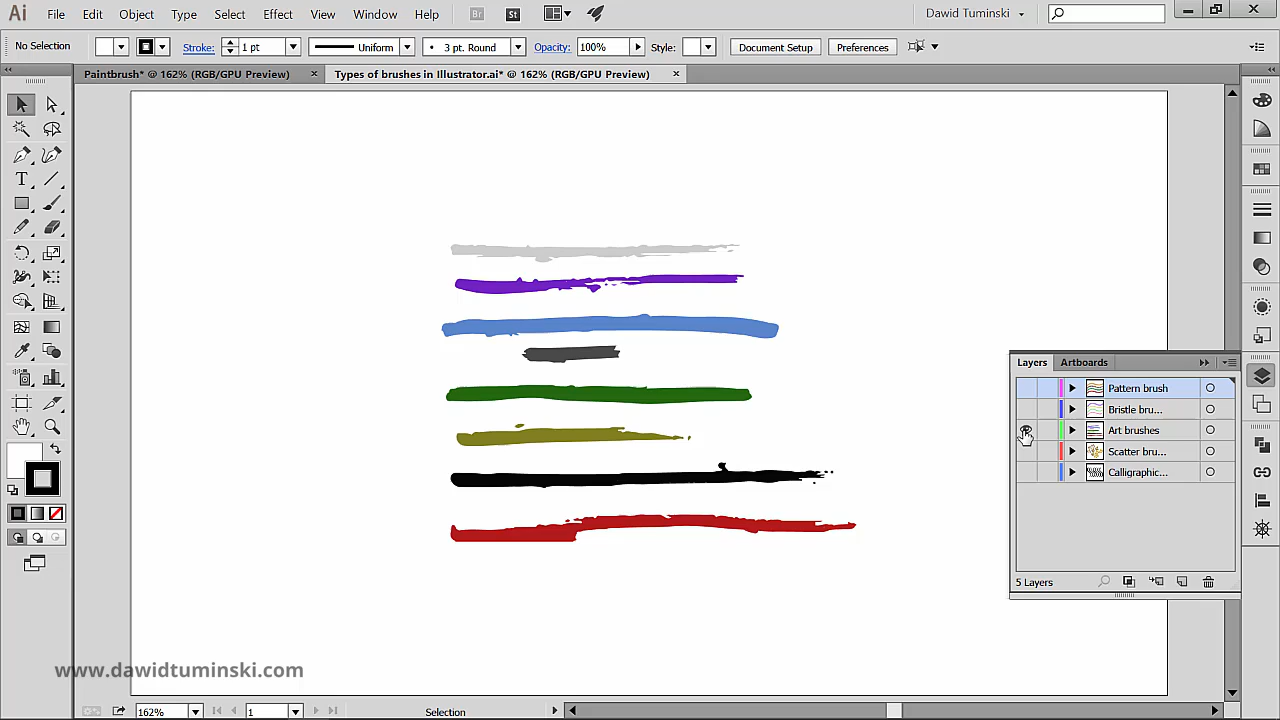 Ai File Edit Object Type Select Effect View Window Help Br St Dawid Tuminski
No Selection Stroke: 1 pt Uniform 3 pt. Round Opacity: 100% Style: Document Setup Preferences
Paintbrush* @ 162% (RGB/GPU Preview) Types of brushes in Illustrator.ai* @ 162% (RGB/GPU Preview)
Layers Artboards
Pattern brush
Bristle bru...
Art brushes
Scatter bru...
Calligraphic...
5 Layers
www.dawidtuminski.com
162% 1 Selection